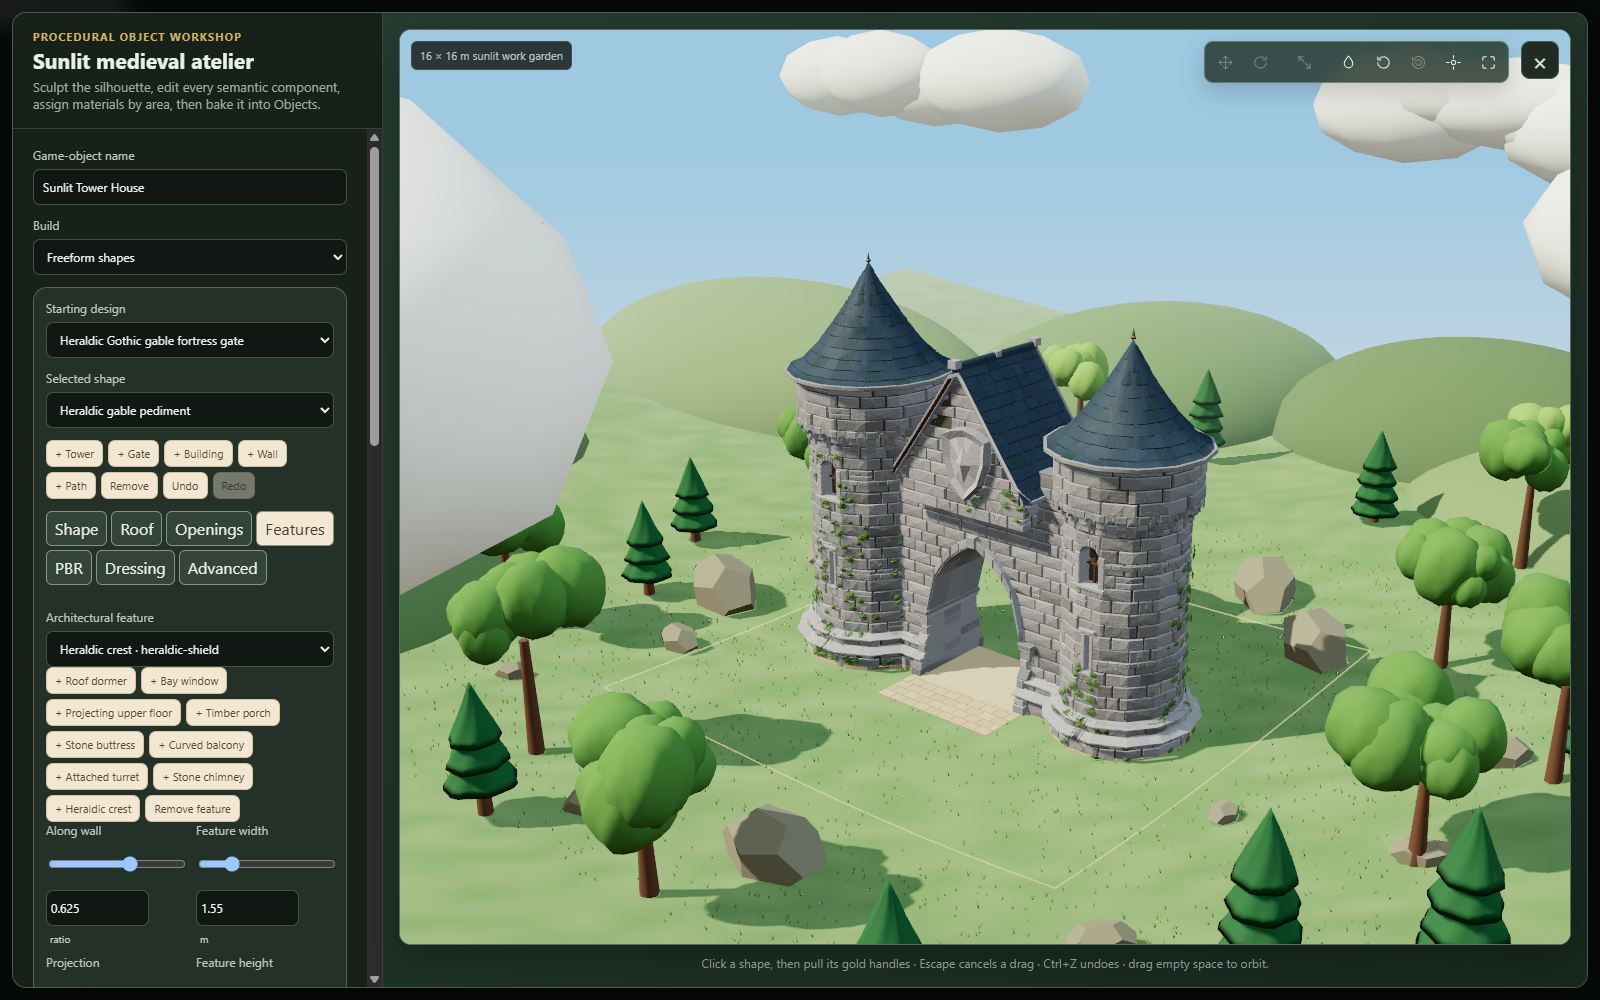 PROCEDURAL OBJECT WORKSHOP
Sunlit medieval atelier
Sculpt the silhouette, edit every semantic component,
assign materials by area, then bake it into Objects.
Game-object name
Sunlit Tower House
Build
Freeform shapes
Starting design
Heraldic Gothic gable fortress gate
Selected shape
Heraldic gable pediment
+ Tower + Gate + Building + Wall
+ Path Remove Undo Redo
Shape Roof Openings Features
PBR Dressing Advanced
Architectural feature
Heraldic crest · heraldic-shield
+ Roof dormer + Bay window
+ Projecting upper floor + Timber porch
+ Stone buttress + Curved balcony
+ Attached turret + Stone chimney
+ Heraldic crest Remove feature
Along wall Feature width
0.625 1.55
ratio m
Projection Feature height
16 × 16 m sunlit work garden
Click a shape, then pull its gold handles · Escape cancels a drag · Ctrl+Z undoes · drag empty space to orbit.